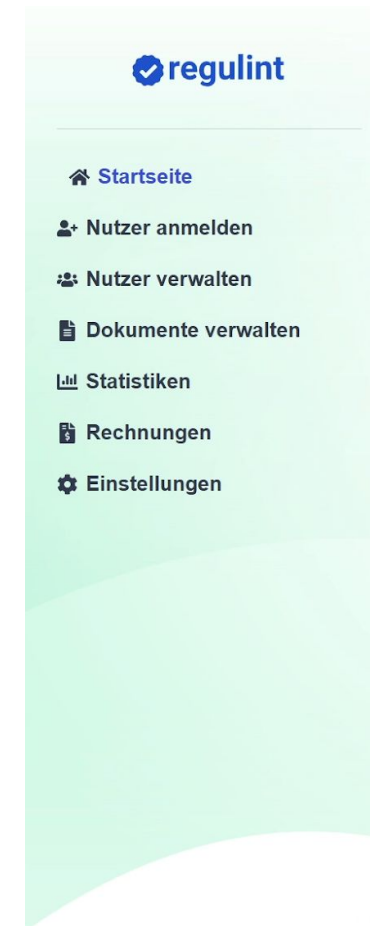 regulint
Startseite
Nutzer anmelden
Nutzer verwalten
Dokumente verwalten
Statistiken
Rechnungen
Einstellungen